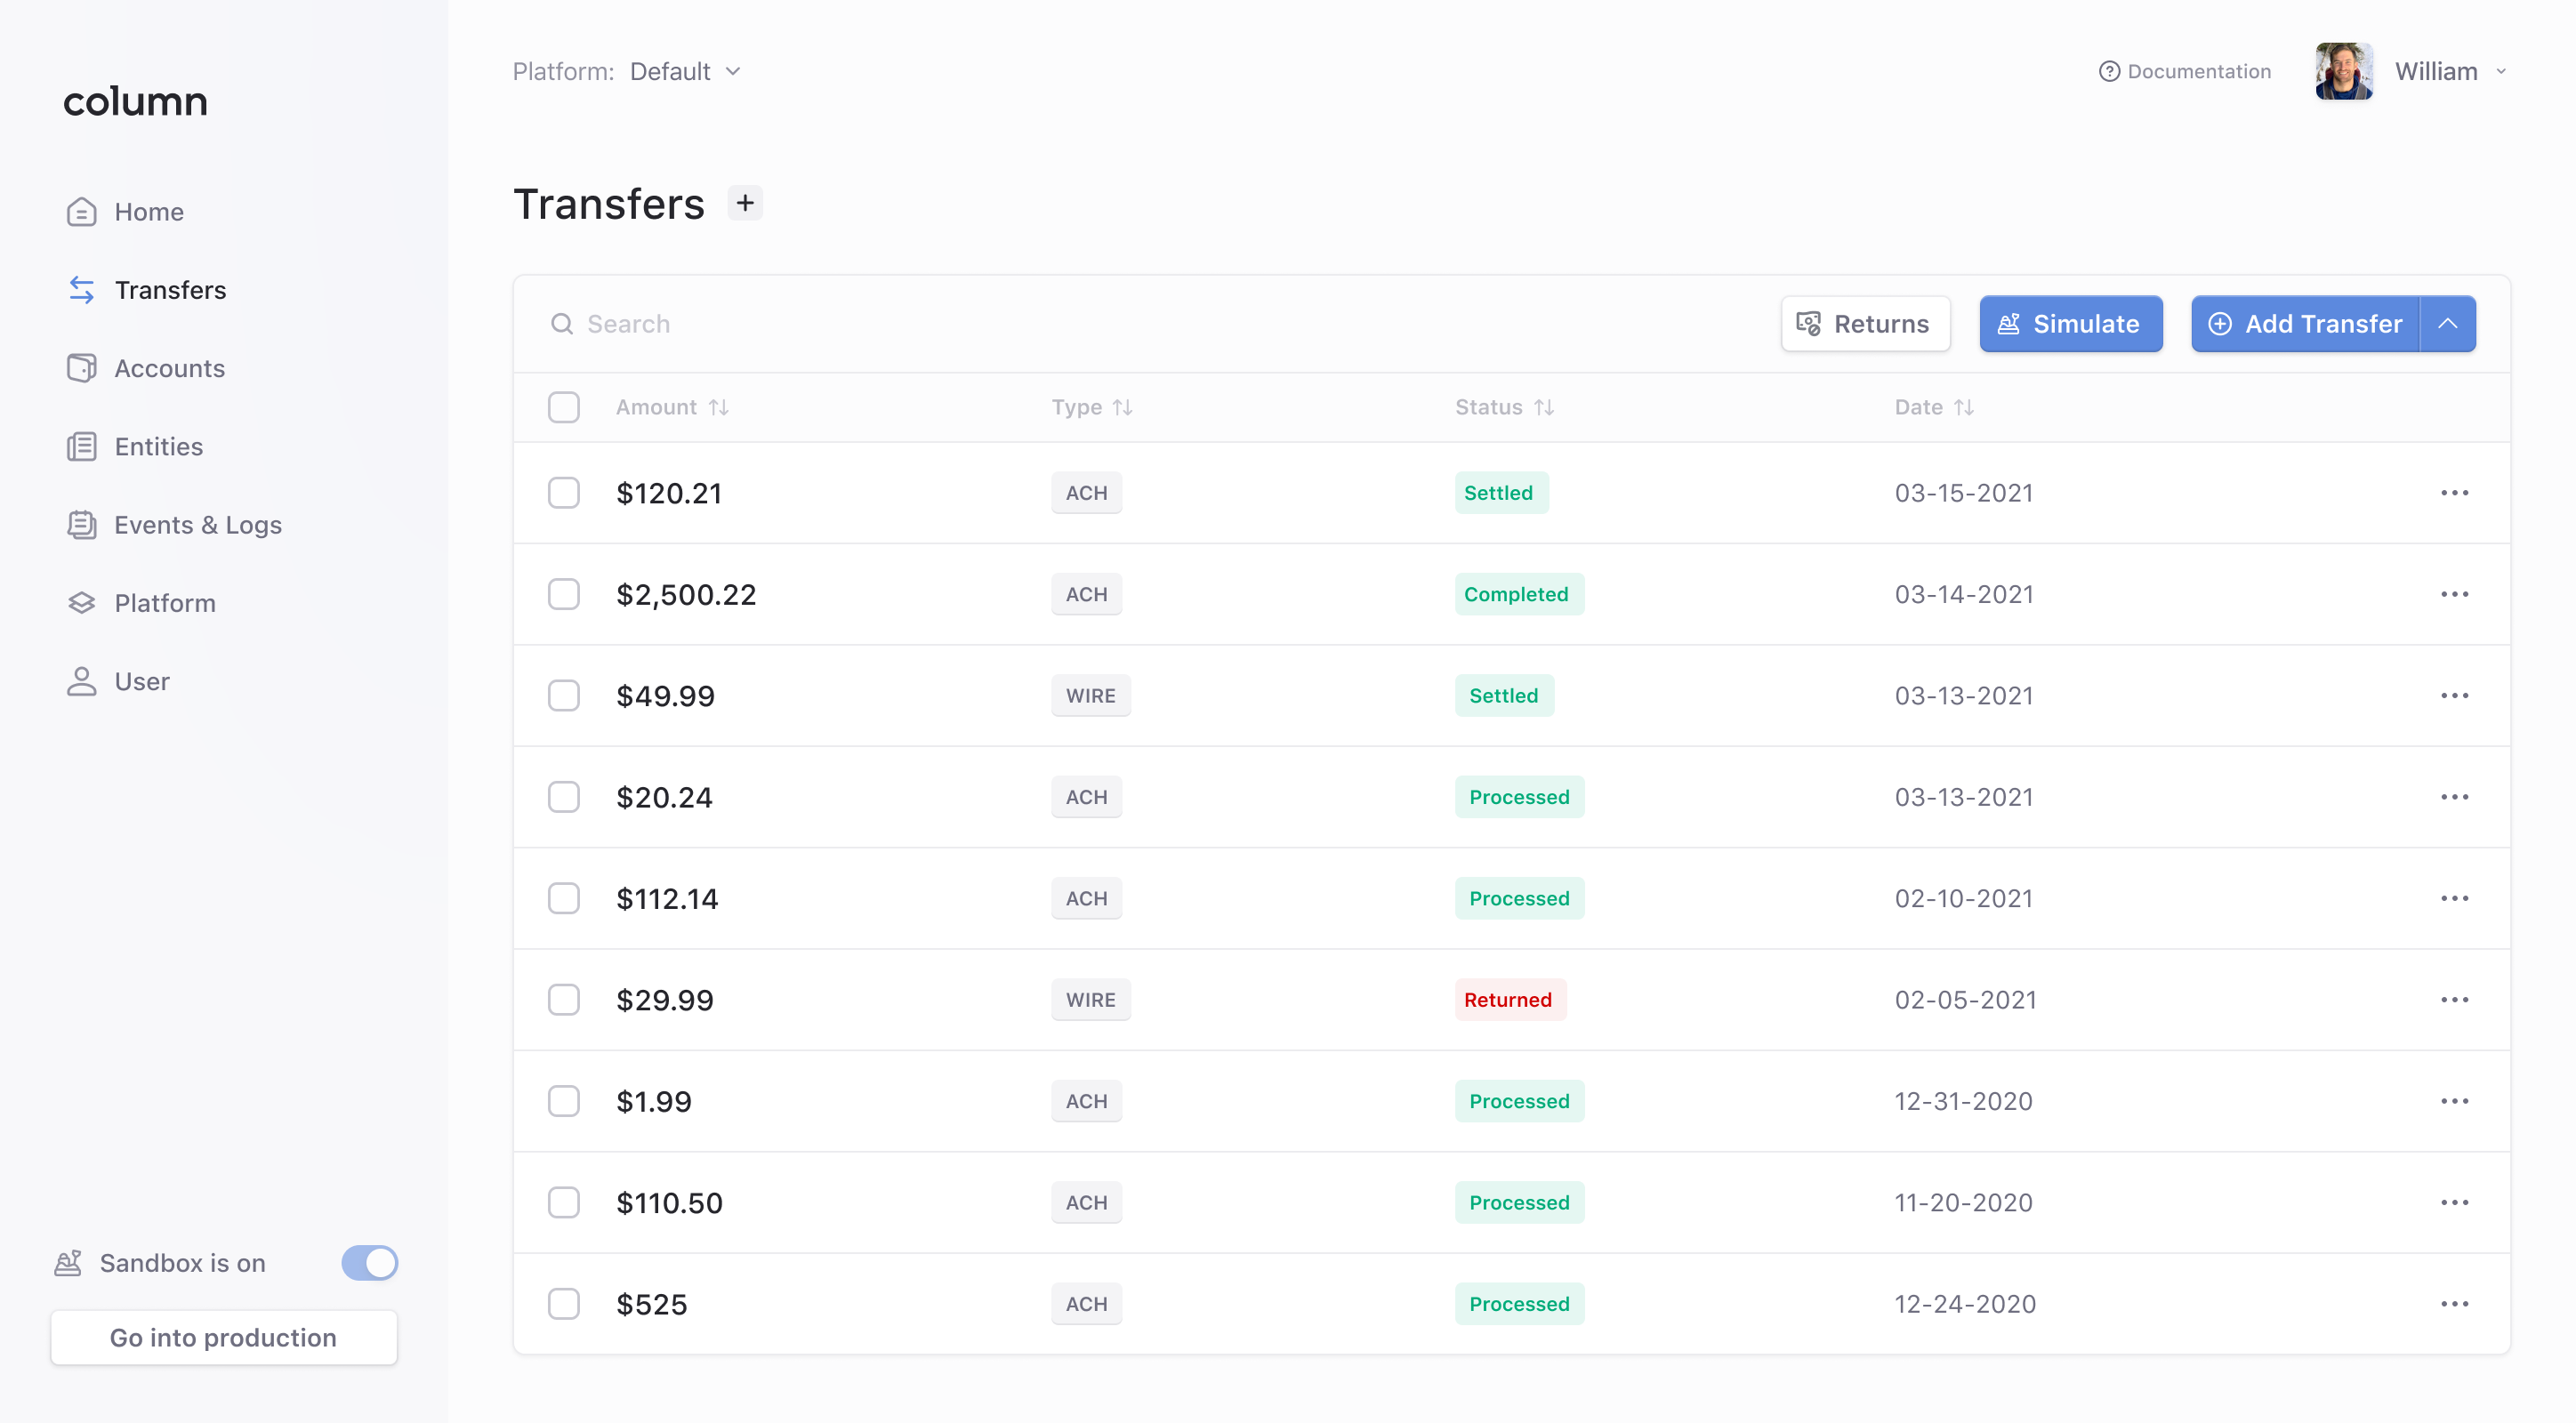 column
Platform: Default
Documentation
William
Home
Transfers
Accounts
Entities
Events & Logs
Platform
User
Sandbox is on
Go into production
Transfers +
Search
Returns
Simulate
Add Transfer
Amount Type Status Date
$120.21 ACH Settled 03-15-2021
$2,500.22 ACH Completed 03-14-2021
$49.99 WIRE Settled 03-13-2021
$20.24 ACH Processed 03-13-2021
$112.14 ACH Processed 02-10-2021
$29.99 WIRE Returned 02-05-2021
$1.99 ACH Processed 12-31-2020
$110.50 ACH Processed 11-20-2020
$525 ACH Processed 12-24-2020